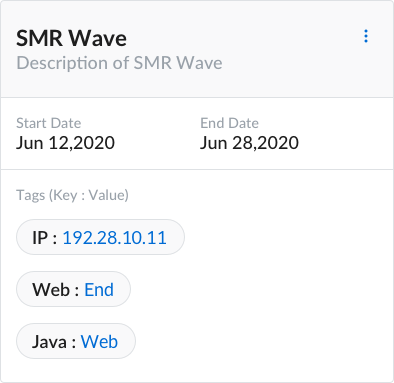 SMR Wave
Description of SMR Wave
Start Date
Jun 12,2020
End Date
Jun 28,2020
Tags (Key : Value)
IP : 192.28.10.11
Web : End
Java : Web